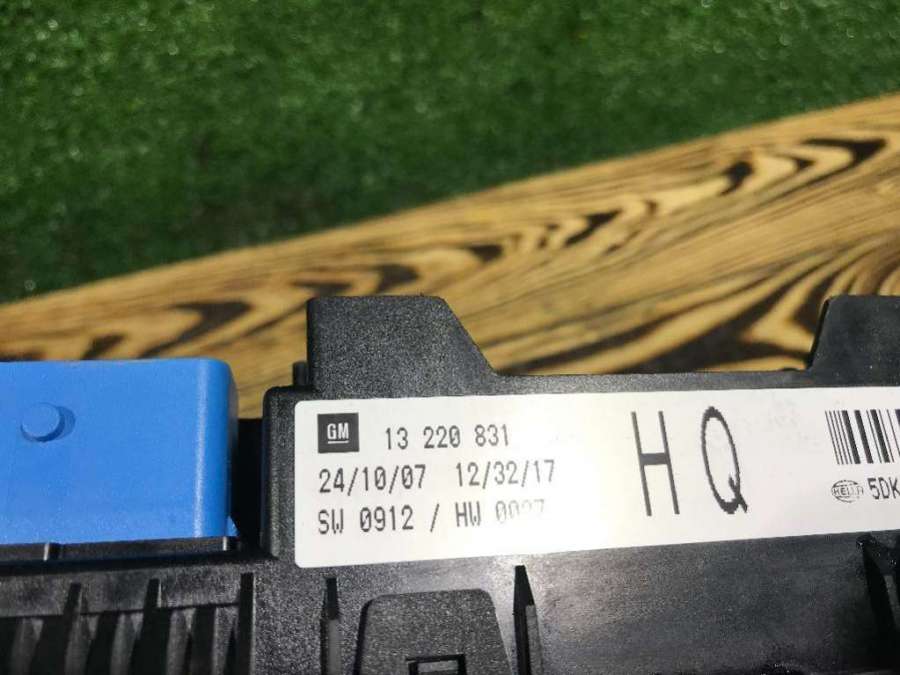 GM 13 220 831
24/10/07 12/32/17
SW 0912 / HW
HQ
HELLA 5DK